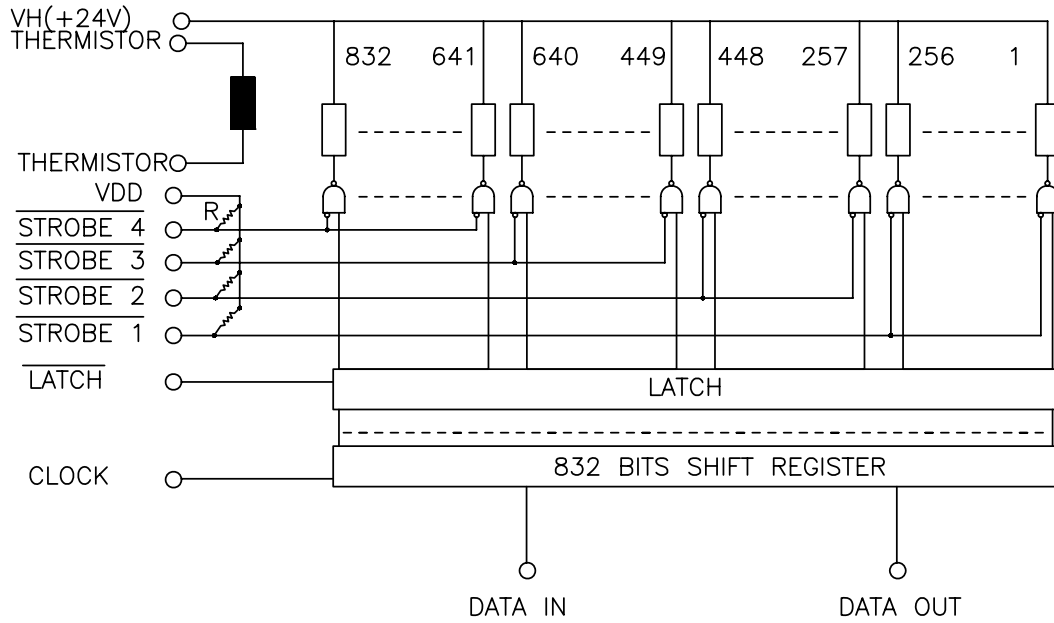 VH(+24V)
THERMISTOR
832 641 640 449 448 257 256 1
THERMISTOR
VDD
R
STROBE 4
STROBE 3
STROBE 2
STROBE 1
LATCH
LATCH
CLOCK
832 BITS SHIFT REGISTER
DATA IN
DATA OUT